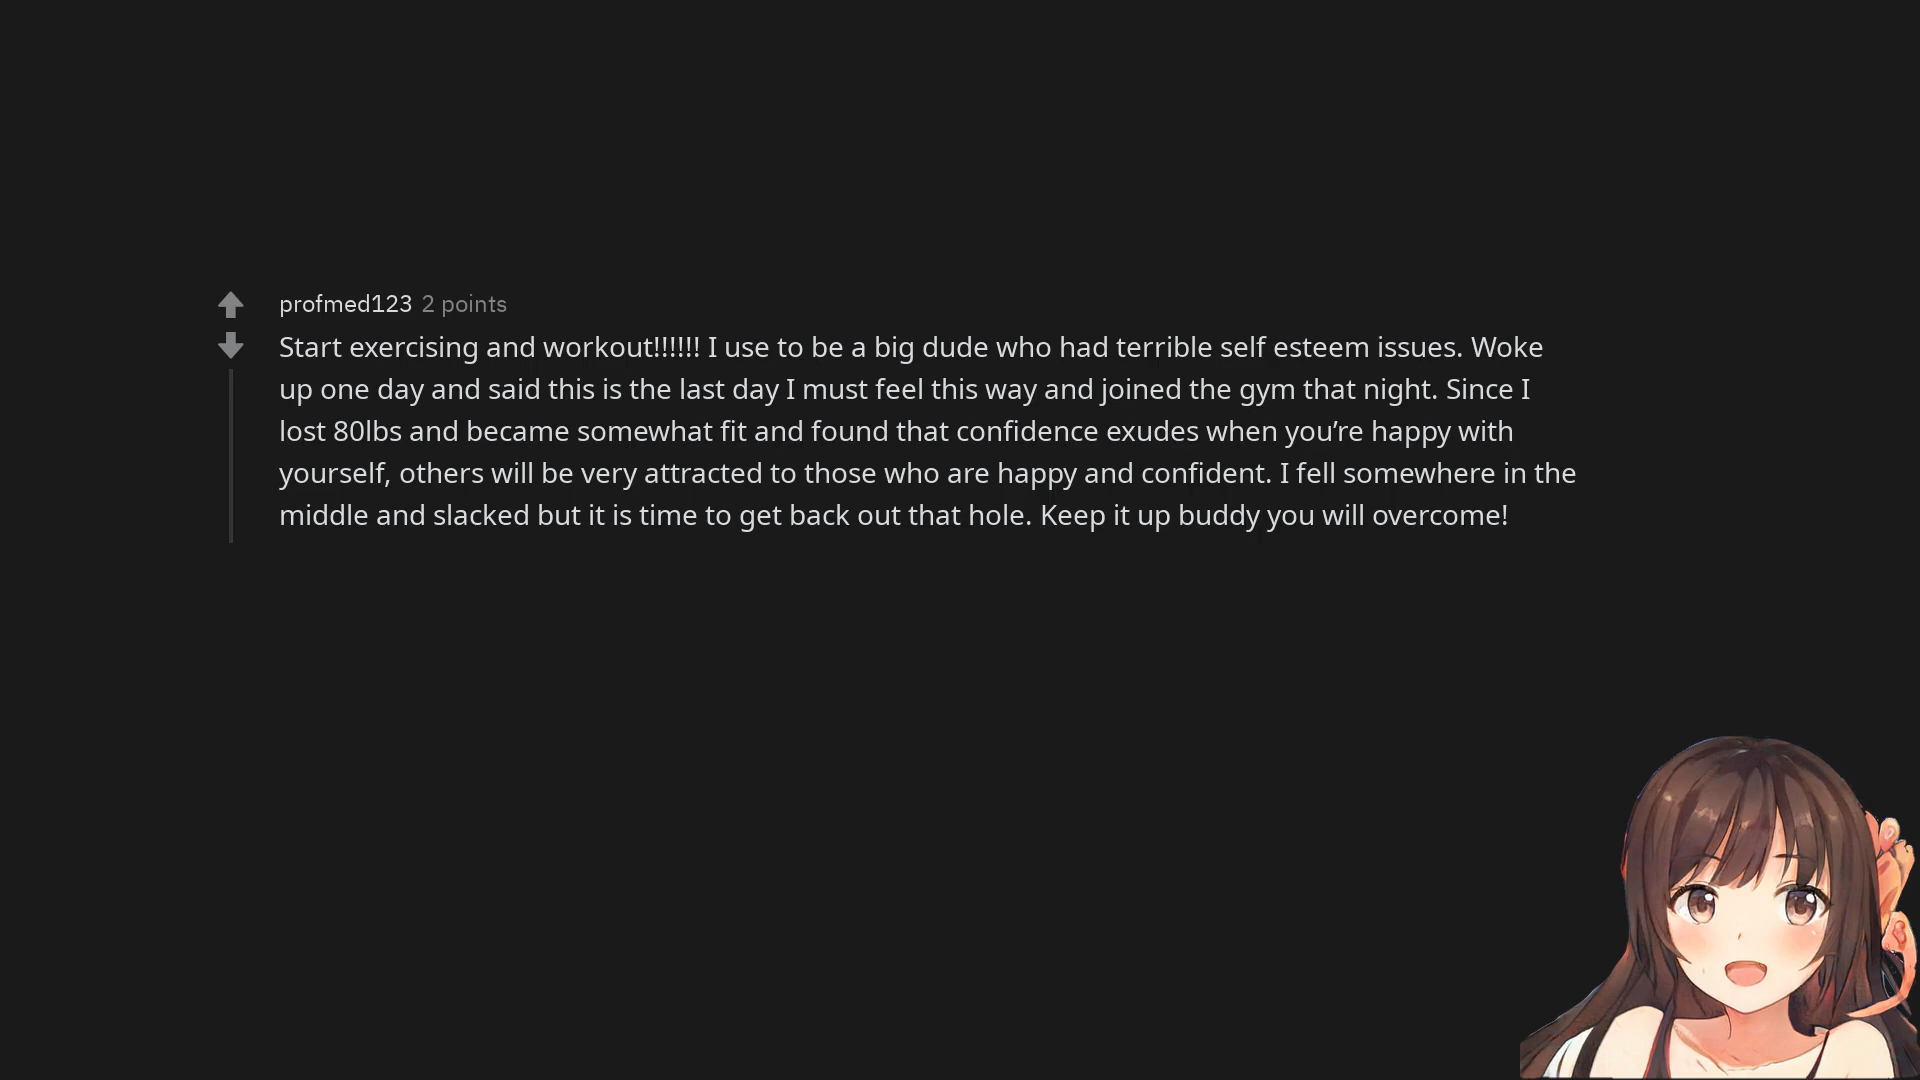 profmed123 2 points
Start exercising and workout!!!!!! I use to be a big dude who had terrible self esteem issues. Woke
up one day and said this is the last day I must feel this way and joined the gym that night. Since I
lost 80lbs and became somewhat fit and found that confidence exudes when you’re happy with
yourself, others will be very attracted to those who are happy and confident. I fell somewhere in the
middle and slacked but it is time to get back out that hole. Keep it up buddy you will overcome!